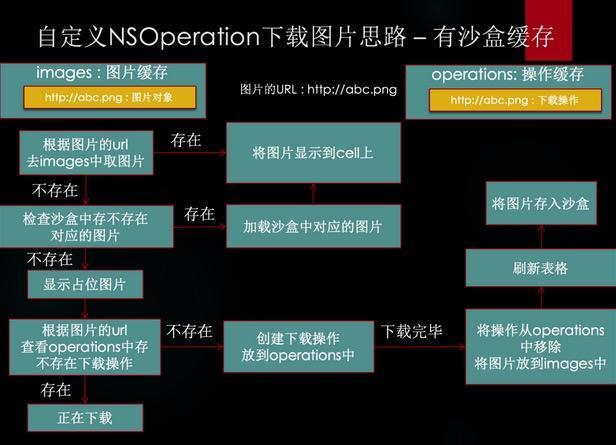 自定义NSOperation下载图片思路 – 有沙盒缓存
images : 图片缓存
http://abc.png : 图片对象
图片的URL : http://abc.png
operations: 操作缓存
http://abc.png : 下载操作
根据图片的url
去images中取图片
存在
将图片显示到cell上
不存在
检查沙盒中存不存在
对应的图片
存在
加载沙盒中对应的图片
将图片存入沙盒
不存在
显示占位图片
刷新表格
根据图片的url
查看operations中存
不存在下载操作
不存在
创建下载操作
放到operations中
下载完毕
将操作从operations
中移除
将图片放到images中
存在
正在下载